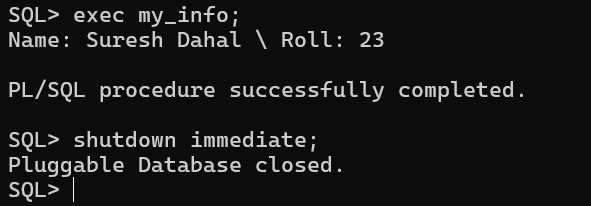 SQL> exec my_info;
Name: Suresh Dahal \ Roll: 23
PL/SQL procedure successfully completed.
SQL> shutdown immediate;
Pluggable Database closed.
SQL>